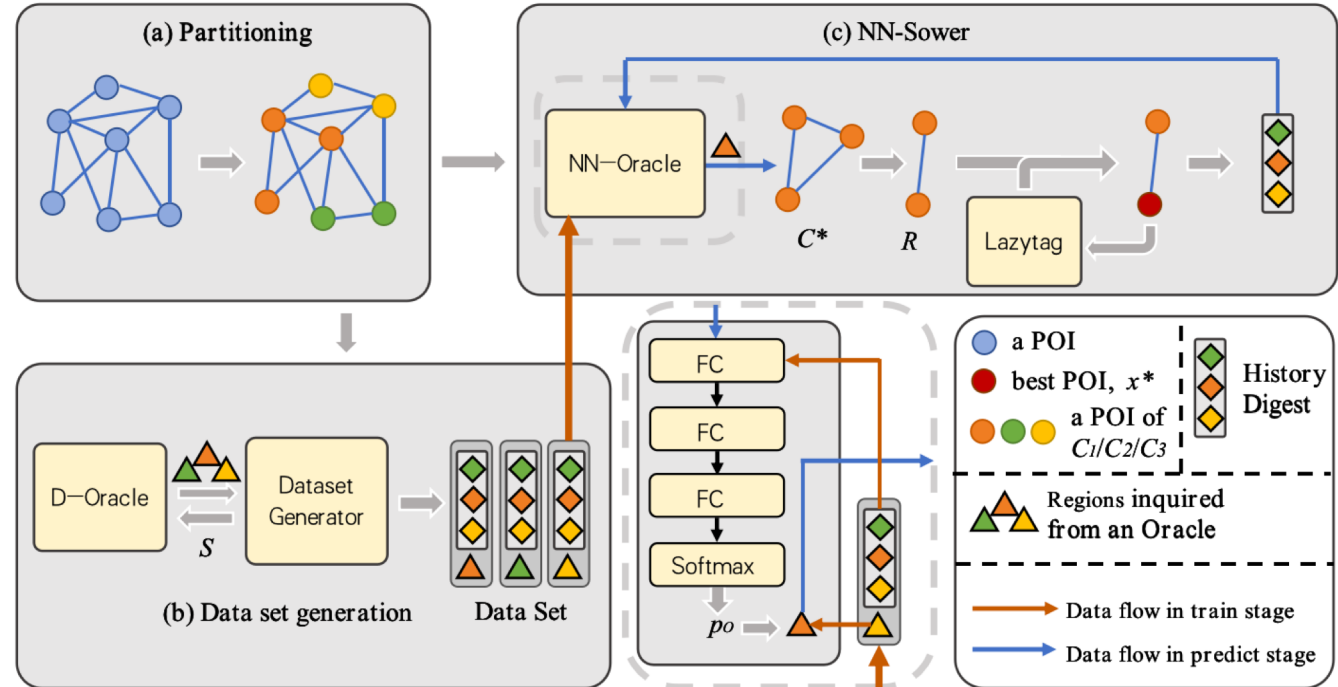 (a) Partitioning
(c) NN-Sower
NN-Oracle
C*
R
Lazytag
D-Oracle
S
Dataset
Generator
(b) Data set generation
Data Set
FC
FC
FC
Softmax
po
a POI
best POI, x*
a POI of
C1/C2/C3
History
Digest
Regions inquired
from an Oracle
Data flow in train stage
Data flow in predict stage